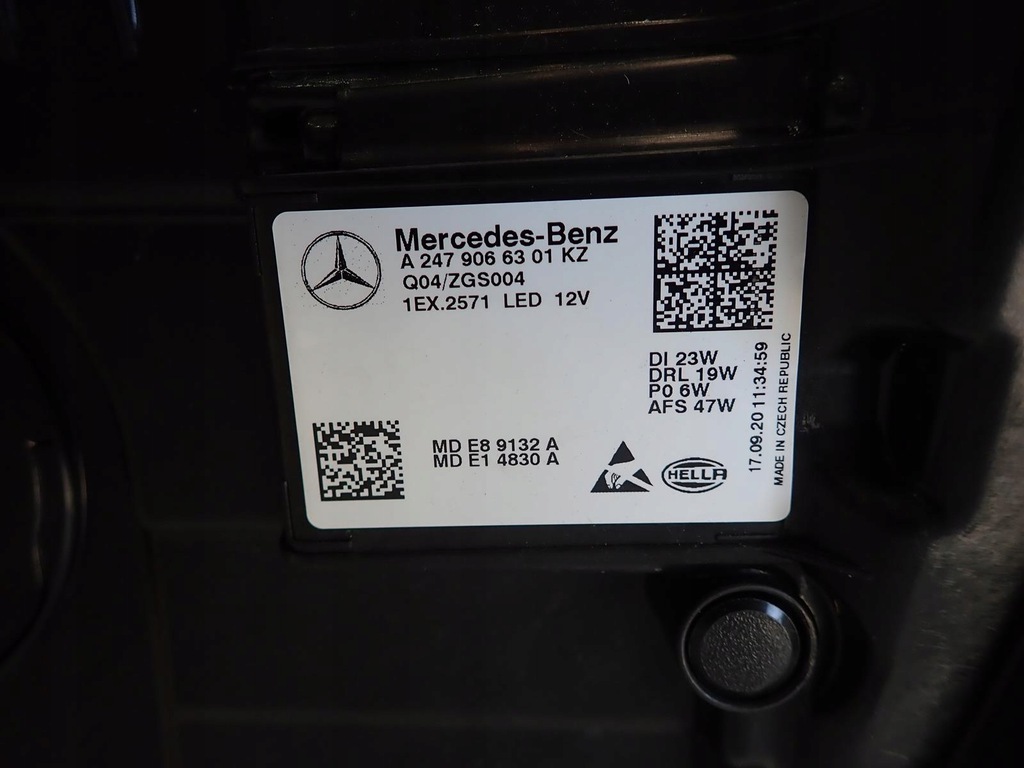 Mercedes-Benz
A 247 906 63 01 KZ
Q04/ZGS004
1EX.2571 LED 12V
DI 23W
DRL 19W
P0 6W
AFS 47W
17.09.20 11:34:59
MADE IN CZECH REPUBLIC
MD E8 9132 A
MD E1 4830 A
HELLA